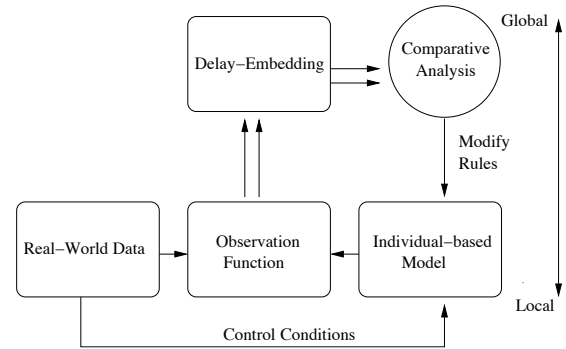 Global
Delay−Embedding
Comparative
Analysis
Modify
Rules
Real−World Data
Observation
Function
Individual−based
Model
Local
Control Conditions